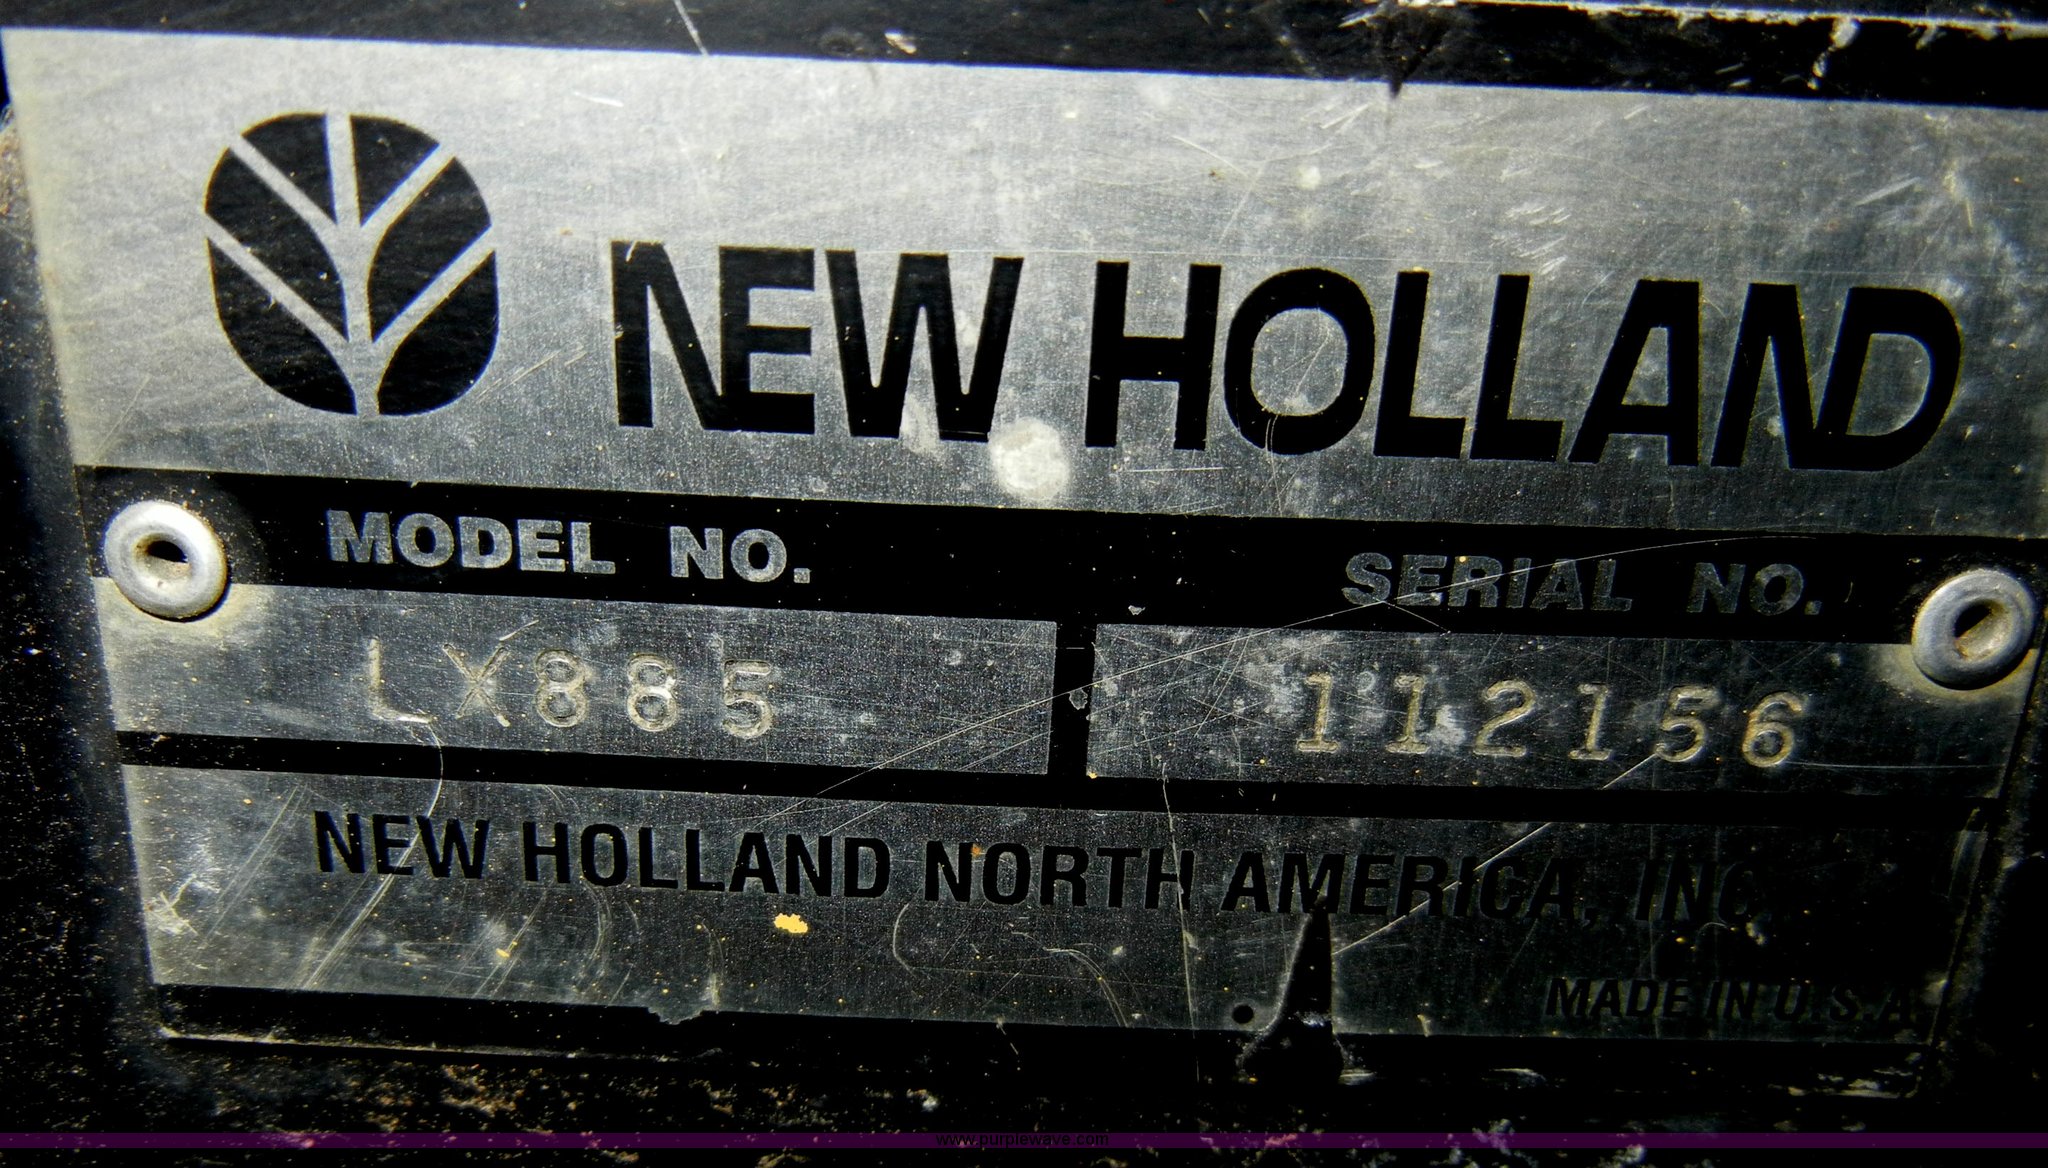 NEW HOLLAND
MODEL NO. SERIAL NO.
LX885 112156
NEW HOLLAND NORTH AMERICA, INC.
MADE IN U.S.A.
www.purplewave.com